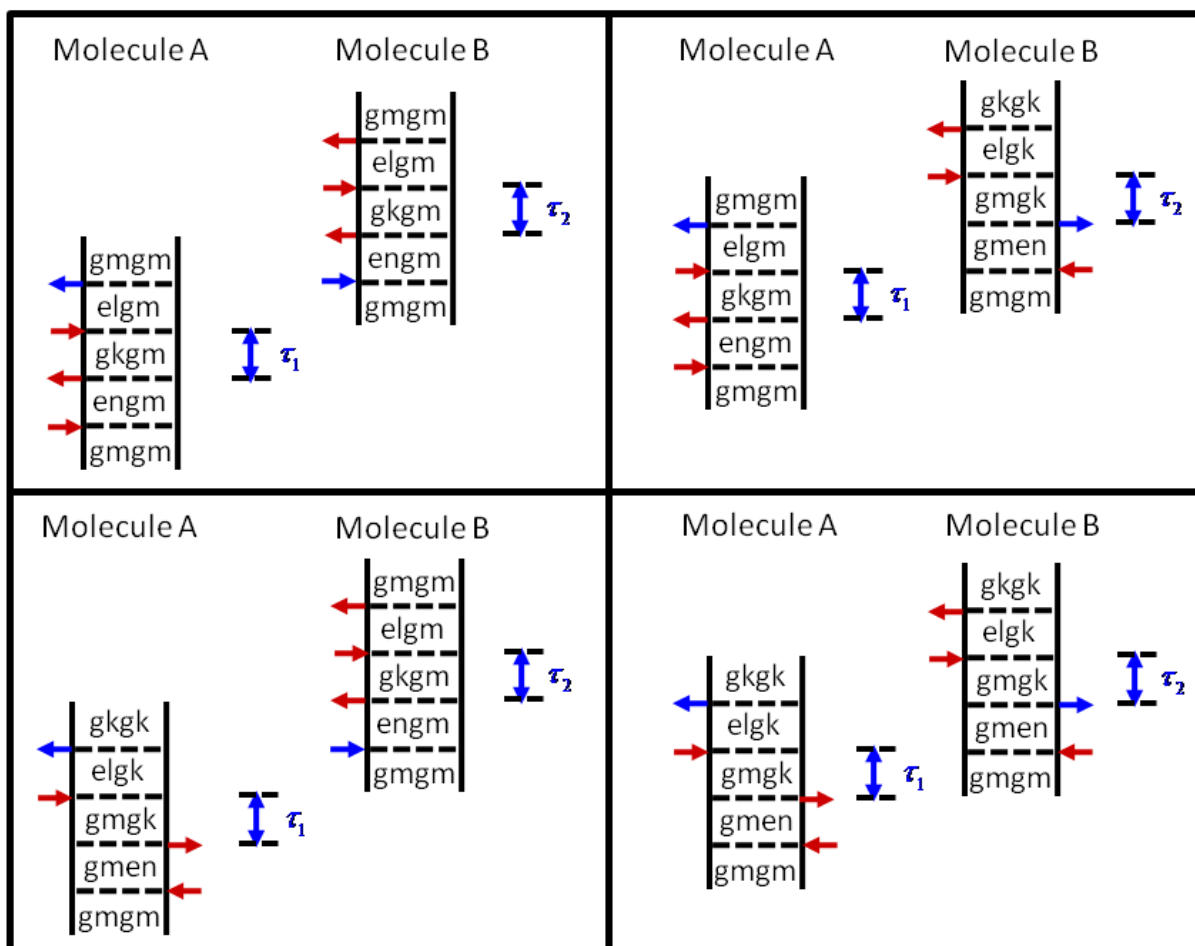 Molecule A
Molecule B
gmgm
elgm
gkgm
engm
gmgm
τ2
gmgm
elgm
gkgm
engm
gmgm
τ1
Molecule A
Molecule B
gkgk
elgk
gmgk
gmen
gmgm
τ2
gmgm
elgm
gkgm
engm
gmgm
τ1
Molecule A
Molecule B
gmgm
elgm
gkgm
engm
gmgm
τ2
gkgk
elgk
gmgk
gmen
gmgm
τ1
Molecule A
Molecule B
gkgk
elgk
gmgk
gmen
gmgm
τ2
gkgk
elgk
gmgk
gmen
gmgm
τ1